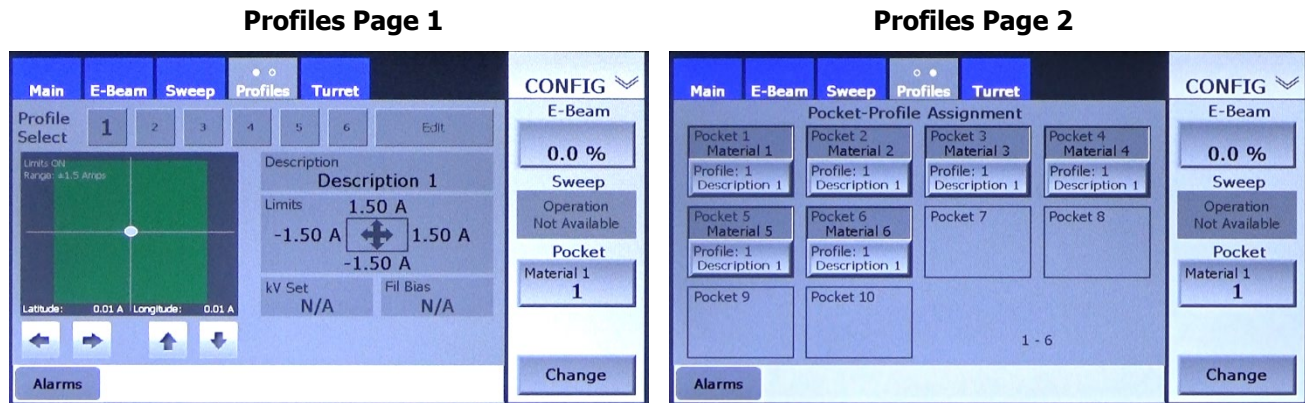 Profiles Page 1
Main E-Beam Sweep Profiles Turret
CONFIG
Profile
Select
1 2 3 4 5 6 Edit
Limits ON
Range: ±1.5 Amps
Description
Description 1
Limits
1.50 A
-1.50 A 1.50 A
-1.50 A
kV Set
N/A
Fil Bias
N/A
Latitude: 0.01 A Longitude: 0.01 A
E-Beam
0.0 %
Sweep
Operation
Not Available
Pocket
Material 1
1
Change
Alarms
Profiles Page 2
Main E-Beam Sweep Profiles Turret
CONFIG
Pocket-Profile Assignment
Pocket 1
Material 1
Profile: 1
Description 1
Pocket 2
Material 2
Profile: 1
Description 1
Pocket 3
Material 3
Profile: 1
Description 1
Pocket 4
Material 4
Profile: 1
Description 1
Pocket 5
Material 5
Profile: 1
Description 1
Pocket 6
Material 6
Profile: 1
Description 1
Pocket 7
Pocket 8
Pocket 9
Pocket 10
1 - 6
E-Beam
0.0 %
Sweep
Operation
Not Available
Pocket
Material 1
1
Change
Alarms